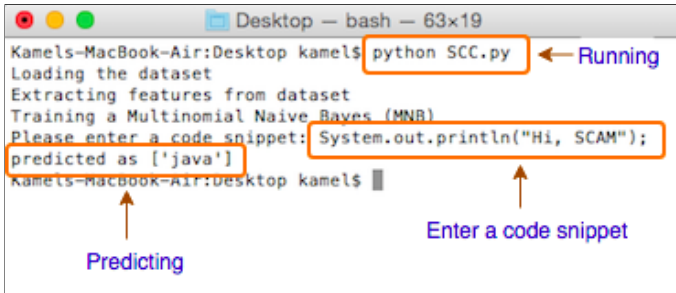 Desktop — bash — 63×19
Kamels-MacBook-Air:Desktop kamel$ python SCC.py
Running
Loading the dataset
Extracting features from dataset
Training a Multinomial Naive Bayes (MNB)
Please enter a code snippet: System.out.println("Hi, SCAM");
predicted as ['java']
Kamels-MacBook-Air:Desktop kamel$
Enter a code snippet
Predicting